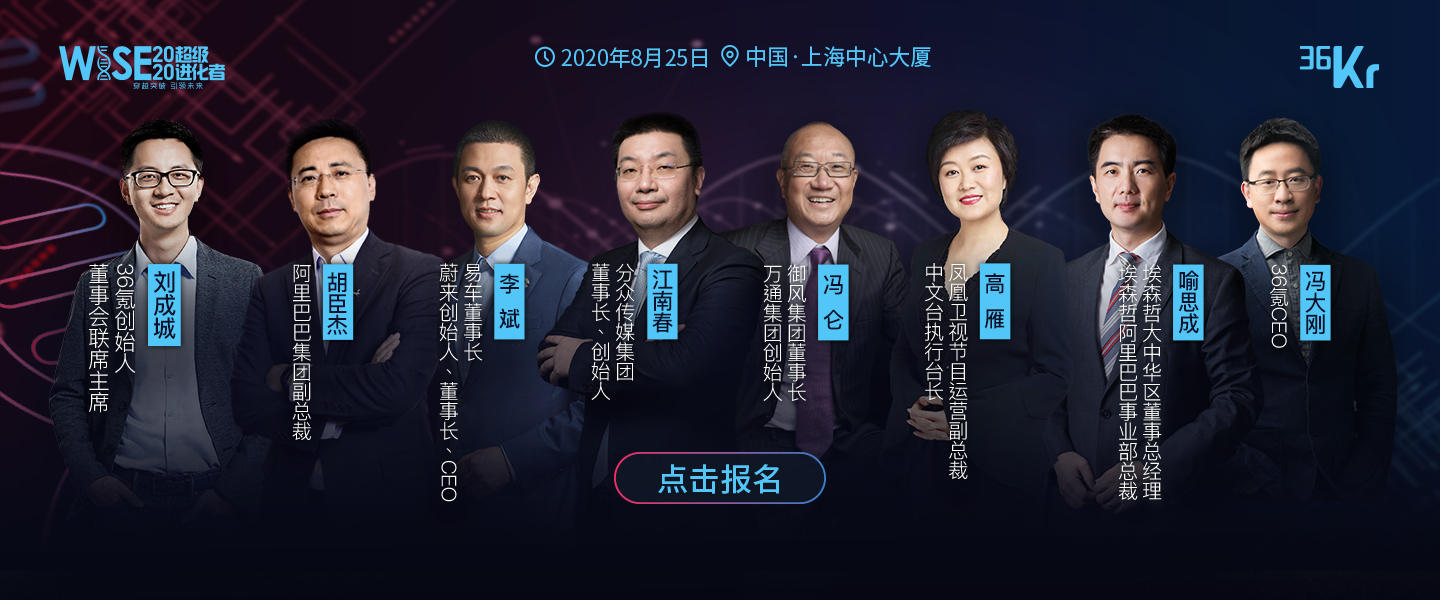 WISE
20超级
20进化者
穿越突破 引领未来
2020年8月25日
中国·上海中心大厦
36Kr
刘成城
36氪创始人
董事会联席主席
胡臣杰
阿里巴巴集团副总裁
李斌
易车董事长
蔚来创始人、董事长、CEO
江南春
分众传媒集团
董事长、创始人
冯仑
御风集团董事长
万通集团创始人
高雁
凤凰卫视节目运营副总裁
中文台执行台长
喻思成
埃森哲大中华区董事总经理
埃森哲阿里巴巴事业部总裁
冯大刚
36氪CEO
点击报名